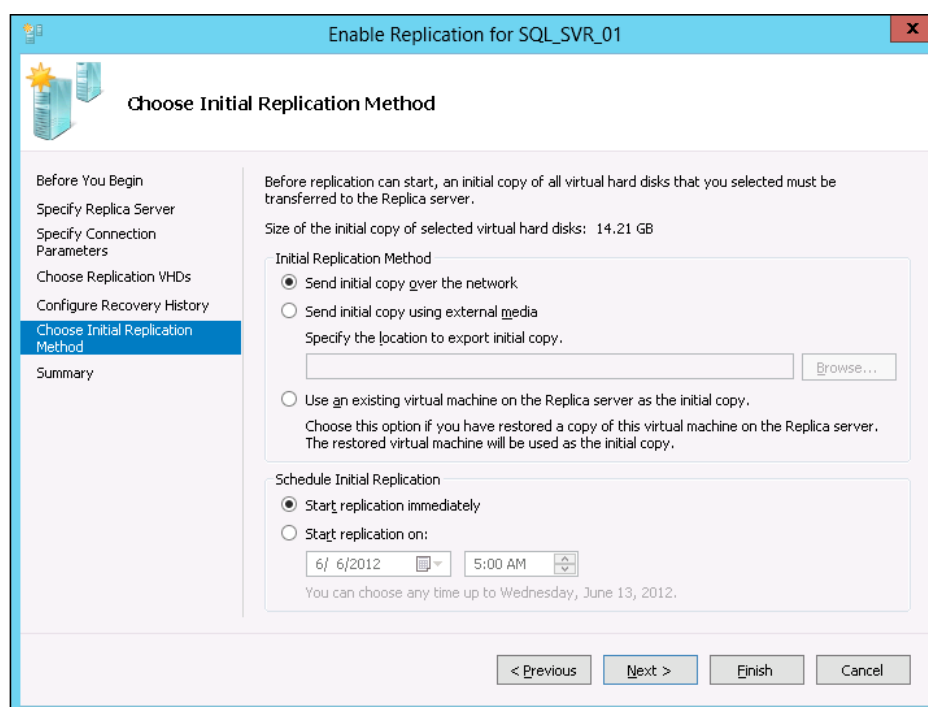 Enable Replication for SQL_SVR_01
x
Choose Initial Replication Method
Before You Begin
Specify Replica Server
Specify Connection
Parameters
Choose Replication VHDs
Configure Recovery History
Choose Initial Replication
Method
Summary
Before replication can start, an initial copy of all virtual hard disks that you selected must be
transferred to the Replica server.
Size of the initial copy of selected virtual hard disks: 14.21 GB
Initial Replication Method
Send initial copy over the network
Send initial copy using external media
Specify the location to export initial copy.
Browse...
Use an existing virtual machine on the Replica server as the initial copy.
Choose this option if you have restored a copy of this virtual machine on the Replica server.
The restored virtual machine will be used as the initial copy.
Schedule Initial Replication
Start replication immediately
Start replication on:
6/ 6/2012 5:00 AM
You can choose any time up to Wednesday, June 13, 2012.
< Previous Next > Finish Cancel